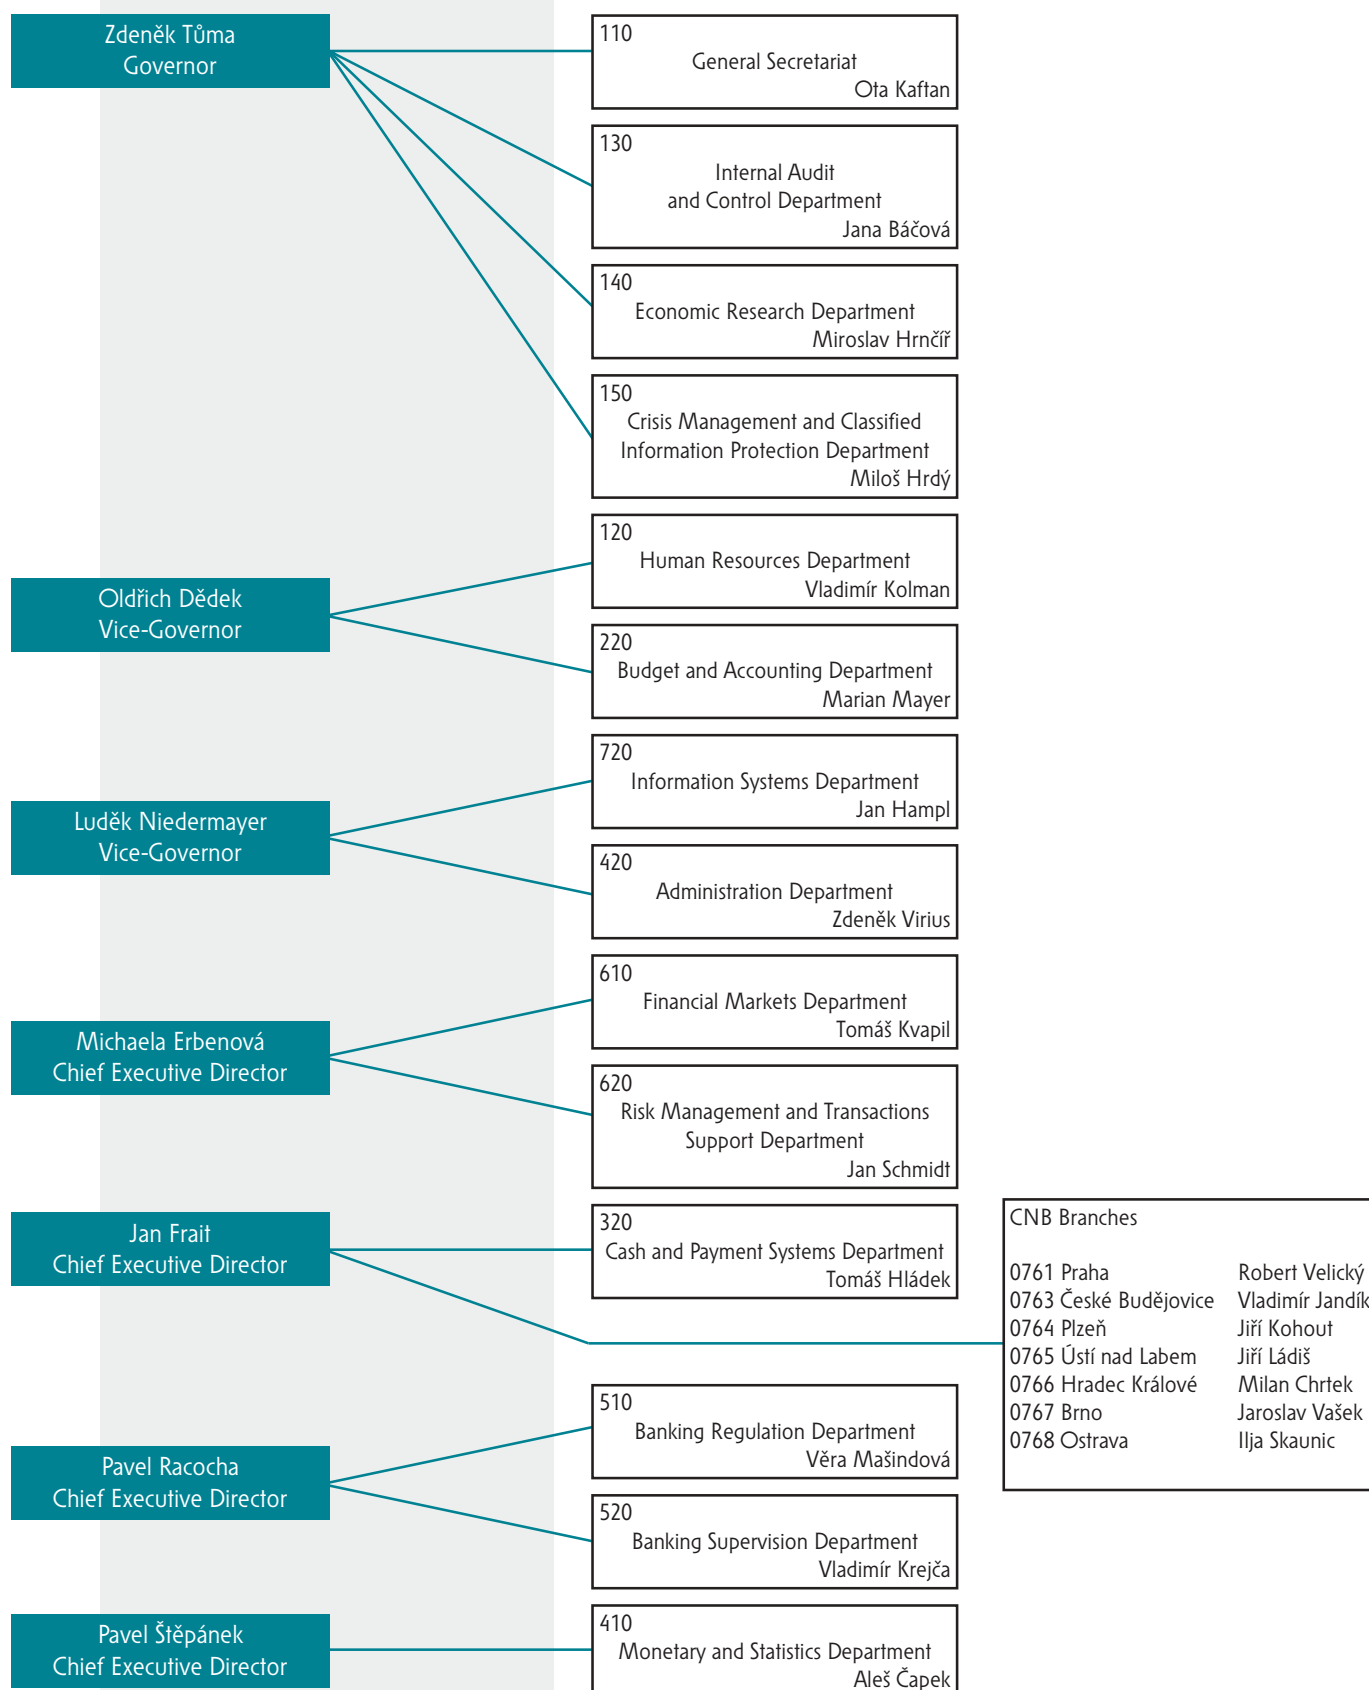 Zdeněk Tůma
Governor
110
General Secretariat
Ota Kaftan
130
Internal Audit
and Control Department
Jana Báčová
140
Economic Research Department
Miroslav Hrnčíř
150
Crisis Management and Classified
Information Protection Department
Miloš Hrdý
Oldřich Dědek
Vice-Governor
120
Human Resources Department
Vladimír Kolman
220
Budget and Accounting Department
Marian Mayer
Luděk Niedermayer
Vice-Governor
720
Information Systems Department
Jan Hampl
420
Administration Department
Zdeněk Virius
Michaela Erbenová
Chief Executive Director
610
Financial Markets Department
Tomáš Kvapil
620
Risk Management and Transactions
Support Department
Jan Schmidt
Jan Frait
Chief Executive Director
320
Cash and Payment Systems Department
Tomáš Hládek
CNB Branches
0761 Praha Robert Velický
0763 České Budějovice Vladimír Jandík
0764 Plzeň Jiří Kohout
0765 Ústí nad Labem Jiří Ládiš
0766 Hradec Králové Milan Chrtek
0767 Brno Jaroslav Vašek
0768 Ostrava Ilja Skaunic
Pavel Racocha
Chief Executive Director
510
Banking Regulation Department
Věra Mašindová
520
Banking Supervision Department
Vladimír Krejča
Pavel Štěpánek
Chief Executive Director
410
Monetary and Statistics Department
Aleš Čapek